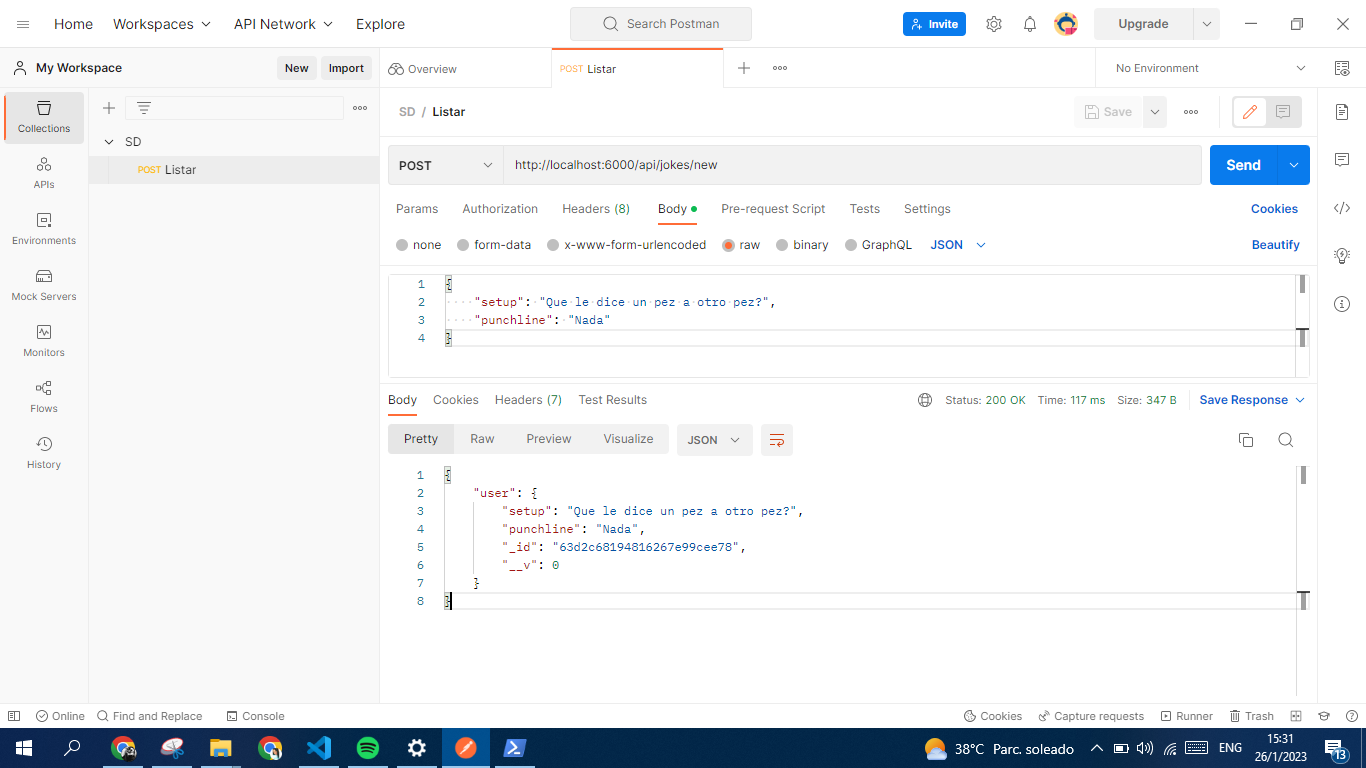 Home Workspaces API Network Explore Search Postman Invite Upgrade
My Workspace New Import Overview POST Listar No Environment
SD / Listar Save
Collections
SD
POST Listar
POST http://localhost:6000/api/jokes/new Send
APIs
Params Authorization Headers (8) Body Pre-request Script Tests Settings Cookies
Environments
none form-data x-www-form-urlencoded raw binary GraphQL JSON Beautify
Mock Servers
Monitors
Flows
History
1 {
2 "setup": "Que le dice un pez a otro pez?",
3 "punchline": "Nada"
4 }
Body Cookies Headers (7) Test Results Status: 200 OK Time: 117 ms Size: 347 B Save Response
Pretty Raw Preview Visualize JSON
1 {
2 "user": {
3 "setup": "Que le dice un pez a otro pez?",
4 "punchline": "Nada",
5 "_id": "63d2c68194816267e99cee78",
6 "__v": 0
7 }
8 }
Online Find and Replace Console Cookies Capture requests Runner Trash
38°C Parc. soleado ENG 15:31
26/1/2023 13